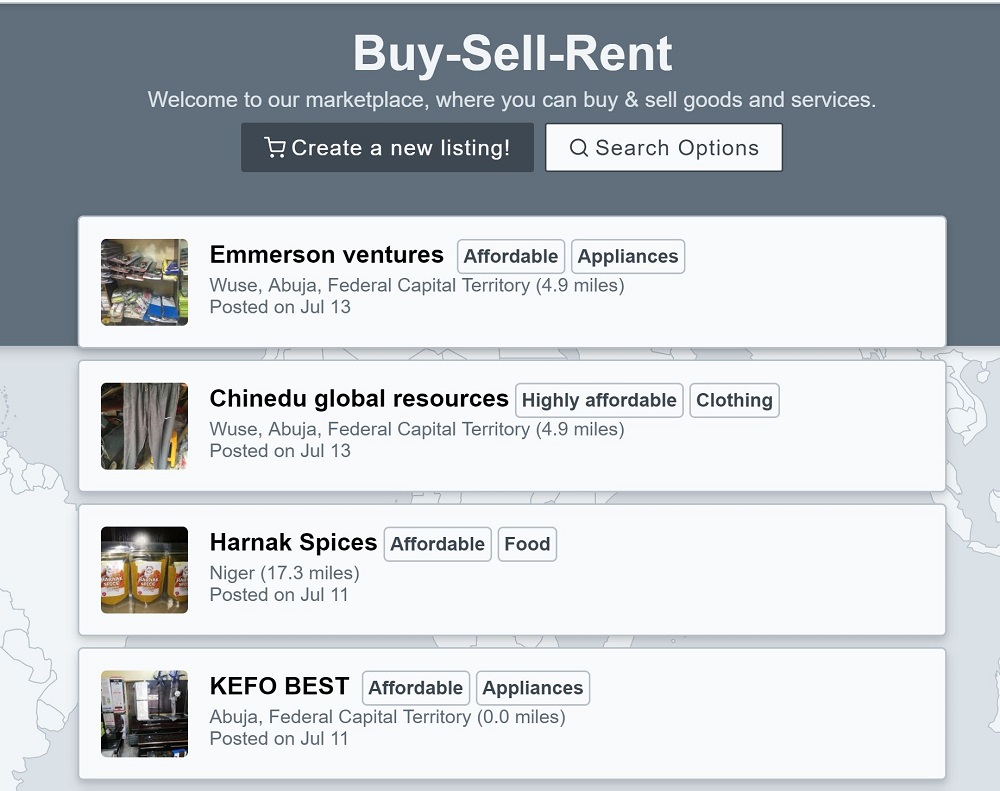 Buy-Sell-Rent
Welcome to our marketplace, where you can buy & sell goods and services.
Create a new listing!
Search Options
Emmerson ventures Affordable Appliances
Wuse, Abuja, Federal Capital Territory (4.9 miles)
Posted on Jul 13
Chinedu global resources Highly affordable Clothing
Wuse, Abuja, Federal Capital Territory (4.9 miles)
Posted on Jul 13
Harnak Spices Affordable Food
Niger (17.3 miles)
Posted on Jul 11
HARNAK
SPICE
KEFO BEST Affordable Appliances
Abuja, Federal Capital Territory (0.0 miles)
Posted on Jul 11